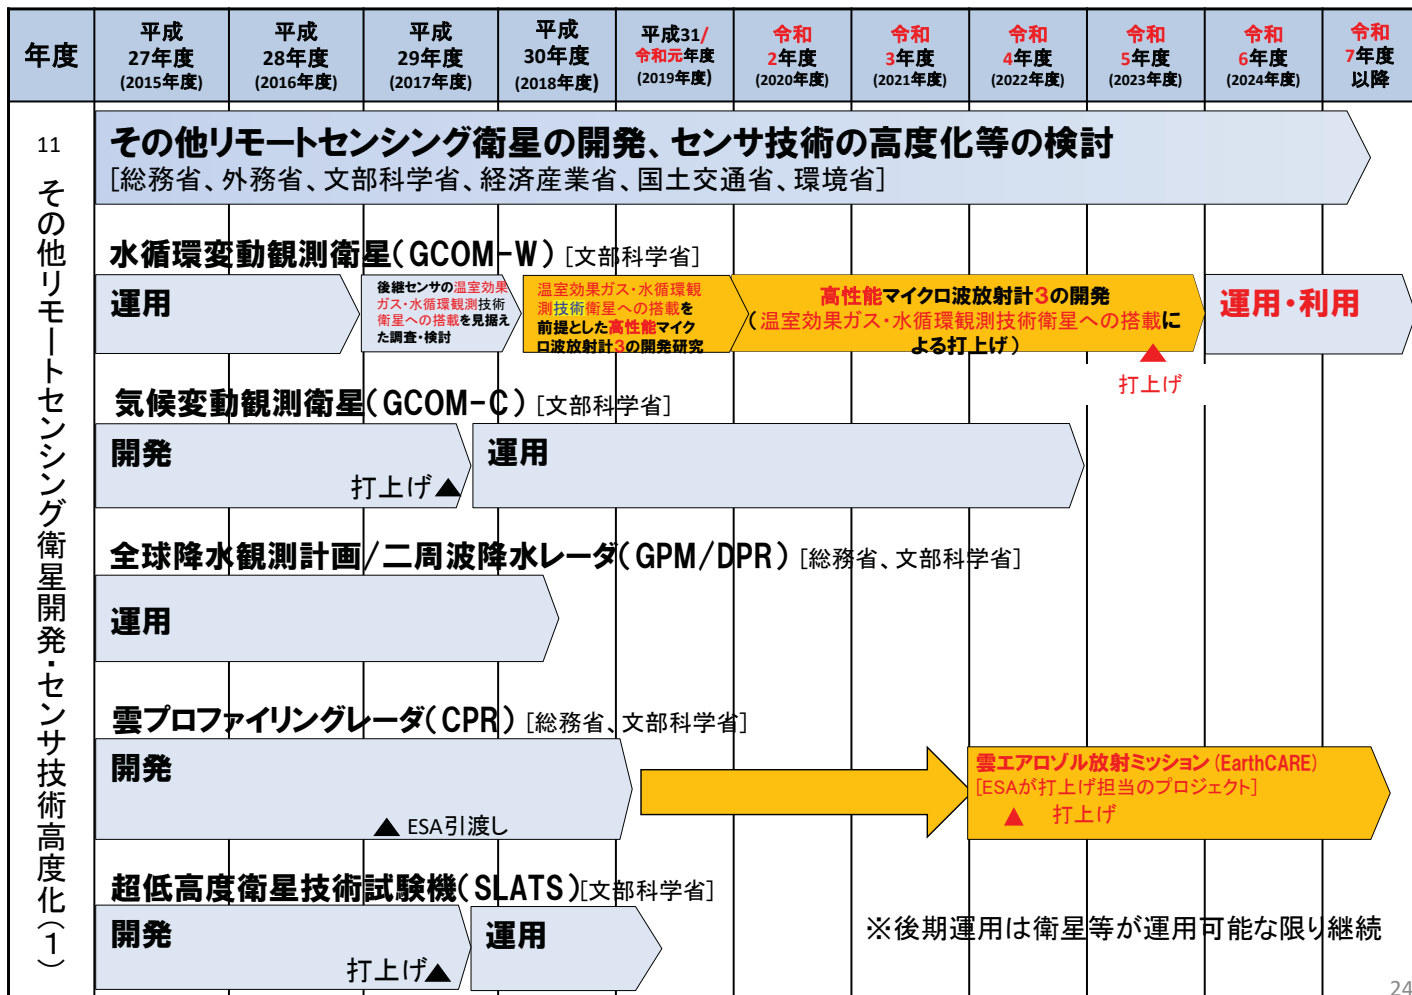 年度
平成
27年度
(2015年度)
平成
28年度
(2016年度)
平成
29年度
(2017年度)
平成
30年度
(2018年度)
平成31/
令和元年度
(2019年度)
令和
2年度
(2020年度)
令和
3年度
(2021年度)
令和
4年度
(2022年度)
令和
5年度
(2023年度)
令和
6年度
(2024年度)
令和
7年度
以降
11
その他リモートセンシング衛星開発・センサ技術高度化(1)
その他リモートセンシング衛星の開発、センサ技術の高度化等の検討
[総務省、外務省、文部科学省、経済産業省、国土交通省、環境省]
水循環変動観測衛星(GCOM-W) [文部科学省]
運用
後継センサの温室効果
ガス・水循環観測技術
衛星への搭載を見据え
た調査・検討
温室効果ガス・水循環観
測技術衛星への搭載を
前提とした高性能マイク
ロ波放射計3の開発研究
高性能マイクロ波放射計3の開発
(温室効果ガス・水循環観測技術衛星への搭載に
よる打上げ)
打上げ
運用・利用
気候変動観測衛星(GCOM-C) [文部科学省]
開発
打上げ▲
運用
全球降水観測計画/二周波降水レーダ(GPM/DPR) [総務省、文部科学省]
運用
雲プロファイリングレーダ(CPR) [総務省、文部科学省]
開発
▲ ESA引渡し
雲エアロゾル放射ミッション(EarthCARE)
[ESAが打上げ担当のプロジェクト]
▲ 打上げ
超低高度衛星技術試験機(SLATS)[文部科学省]
開発
打上げ▲
運用
※後期運用は衛星等が運用可能な限り継続
24